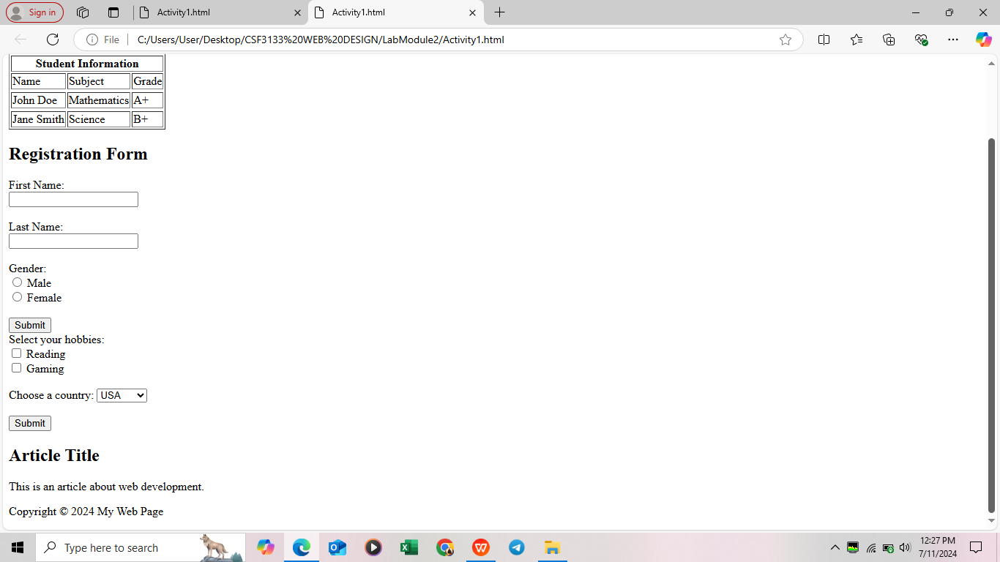 Sign in
Activity1.html
Activity1.html
File
C:/Users/User/Desktop/CSF3133%20WEB%20DESIGN/LabModule2/Activity1.html
Student Information
Name Subject Grade
John Doe Mathematics A+
Jane Smith Science B+
Registration Form
First Name:
Last Name:
Gender:
Male
Female
Submit
Select your hobbies:
Reading
Gaming
Choose a country: USA
Submit
Article Title
This is an article about web development.
Copyright © 2024 My Web Page
Type here to search
12:27 PM
7/11/2024